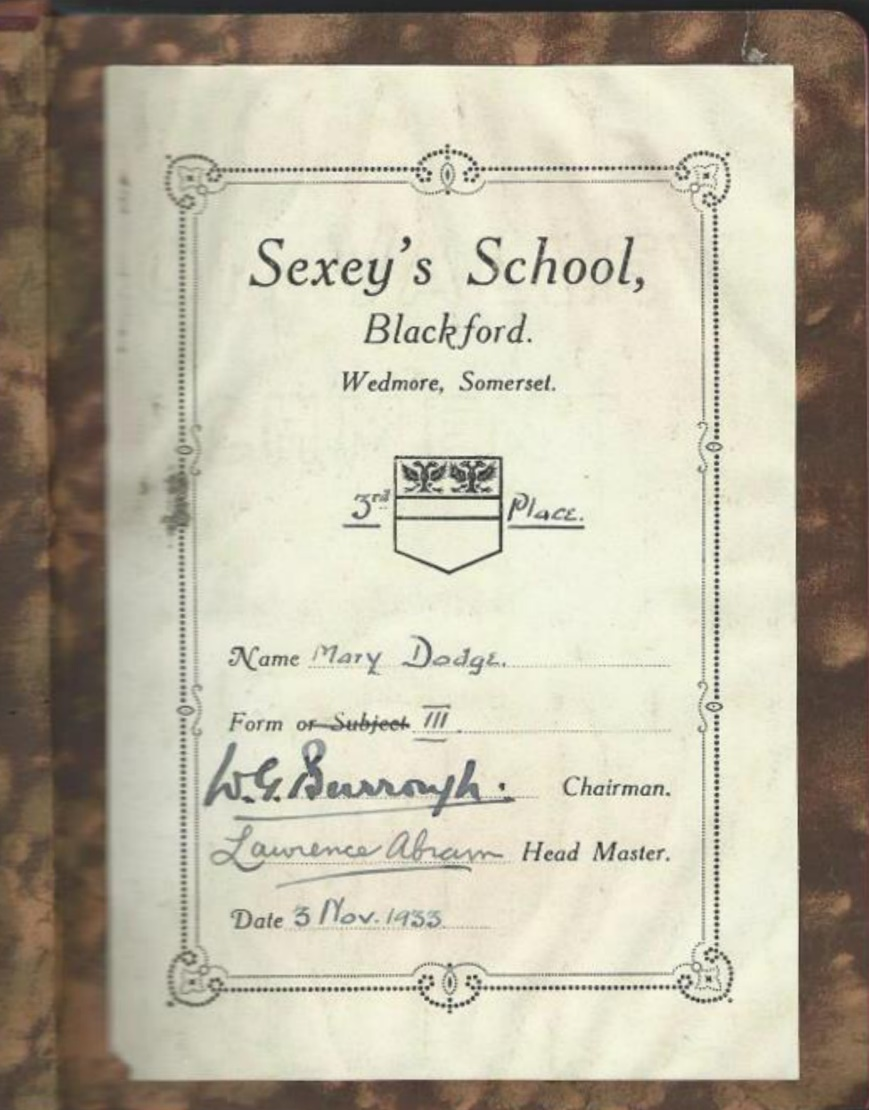 Sexey's School,
Blackford.
Wedmore, Somerset.
3rd Place.
Name Mary Dodge.
Form or Subject III
W.G. Burrough. Chairman.
Lawrence Abram Head Master.
Date 3 Nov. 1933